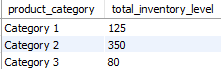 product_category total_inventory_level
Category 1 125
Category 2 350
Category 3 80